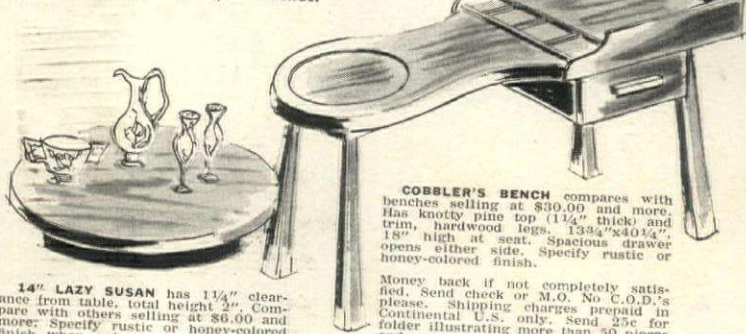 COBBLER'S BENCH compares with
benches selling at $30.00 and more.
Has knotty pine top (1¼" thick) and
trim, hardwood legs. 13¾"x40¼".
18" high at seat. Spacious drawer
opens either side. Specify rustic or
honey-colored finish.
Money back if not completely satis-
fied. Send check or M.O. No C.O.D.'s
please. Shipping charges prepaid in
Continental U.S. only. Send 25c for
folder illustrating more than 50 pieces
14" LAZY SUSAN has 1¼" clear-
ance from table, total height 2". Com-
pare with others selling at $6.00 and
more. Specify rustic or honey-colored